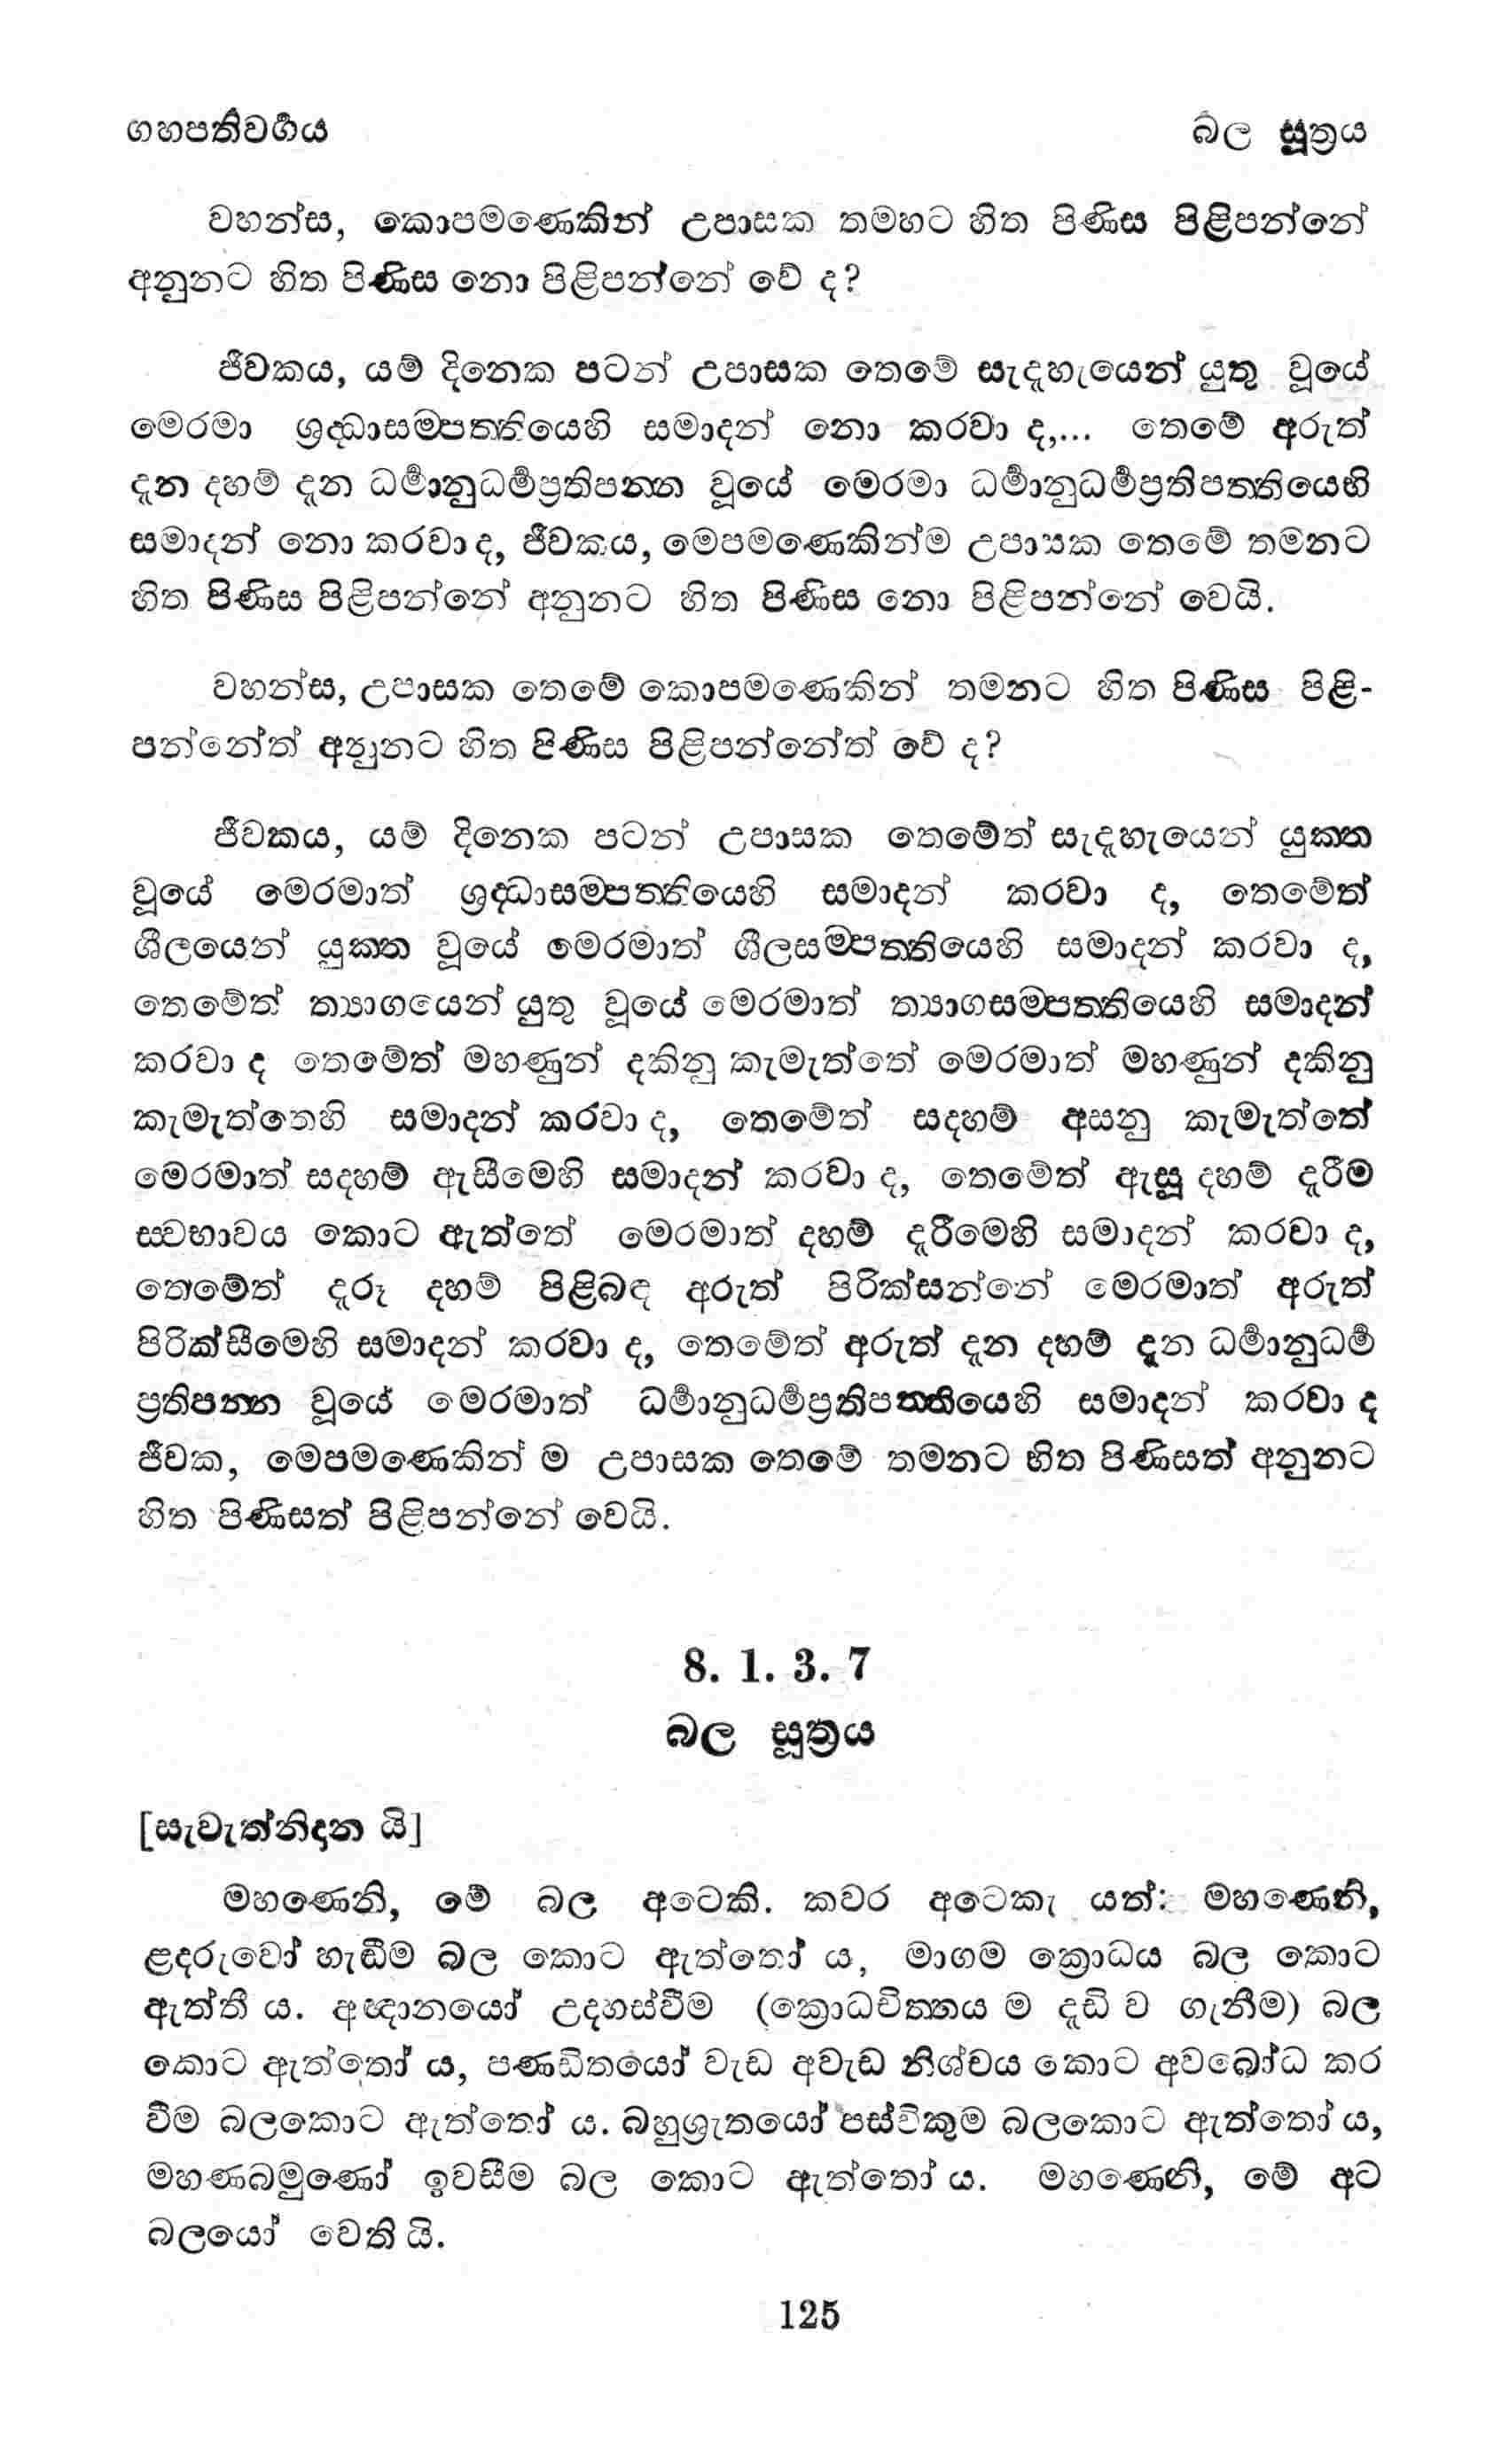 ගහපතිවර්‍ගය බල සූත්‍රය
වහන්ස, කොපමණෙකින් උපාසක තමහට හිත පිණිස පිළිපන්නේ
අනුනට හිත පිණිස නො පිළිපන්නේ වේ ද?
ජීවකය, යම් දිනෙක පටන් උපාසක තෙමේ සැදැහැයෙන් යුතු වූයේ
මෙරමා ශ්‍රද්‍ධාසම්පත්තියෙහි සමාදන් නො කරවා ද,... තෙමේ අරුත්
දැන දහම් දැන ධර්‍මානුධර්‍මප්‍රතිපන්න වූයේ මෙරමා ධර්‍මානුධර්‍මප්‍රතිපත්තියෙහි
සමාදන් නො කරවා ද, ජීවකය, මෙපමණෙකින්ම උපාසක තෙමේ තමනට
හිත පිණිස පිළිපන්නේ අනුනට හිත පිණිස නො පිළිපන්නේ වෙයි.
වහන්ස, උපාසක තෙමේ කොපමණෙකින් තමනට හිත පිණිස පිළි-
පන්නේත් අනුනට හිත පිණිස පිළිපන්නේත් වේ ද?
ජීවකය, යම් දිනෙක පටන් උපාසක තෙමේත් සැදැහැයෙන් යුක්ත
වූයේ මෙරමාත් ශ්‍රද්‍ධාසම්පත්තියෙහි සමාදන් කරවා ද, තෙමේත්
ශීලයෙන් යුක්ත වූයේ මෙරමාත් ශීලසම්පත්තියෙහි සමාදන් කරවා ද,
තෙමේත් ත්‍යාගයෙන් යුතු වූයේ මෙරමාත් ත්‍යාගසම්පත්තියෙහි සමාදන්
කරවා ද තෙමේත් මහණුන් දකිනු කැමැත්තේ මෙරමාත් මහණුන් දකිනු
කැමැත්තෙහි සමාදන් කරවා ද, තෙමේත් සදහම් අසනු කැමැත්තේ
මෙරමාත් සදහම් ඇසීමෙහි සමාදන් කරවා ද, තෙමේත් ඇසූ දහම් දැරීම
ස්වභාවය කොට ඇත්තේ මෙරමාත් දහම් දැරීමෙහි සමාදන් කරවා ද,
තෙමේත් දැරූ දහම් පිළිබඳ අරුත් පිරික්සන්නේ මෙරමාත් අරුත්
පිරික්සීමෙහි සමාදන් කරවා ද, තෙමේත් අරුත් දැන දහම් දැන ධර්‍මානුධර්‍ම
ප්‍රතිපන්න වූයේ මෙරමාත් ධර්‍මානුධර්‍මප්‍රතිපත්තියෙහි සමාදන් කරවා ද
ජීවක, මෙපමණෙකින් ම උපාසක තෙමේ තමනට හිත පිණිසත් අනුනට
හිත පිණිසත් පිළිපන්නේ වෙයි.
8. 1. 3. 7
බල සූත්‍රය
[සැවැත්නිදාන යි]
මහණෙනි, මේ බල අටෙකි. කවර අටෙකැ යත්: මහණෙනි,
ළදරුවෝ හැඬීම බල කොට ඇත්තෝ ය, මාගම ක්‍රොධය බල කොට
ඇත්තී ය. අඥානයෝ උදහස්වීම (ක්‍රොධචිත්තය ම දැඩි ව ගැනීම) බල
කොට ඇත්තෝ ය, පණ්ඩිතයෝ වැඩ අවැඩ නිශ්චය කොට අවබෝධ කර
වීම බලකොට ඇත්තෝ ය. බහුශ්‍රැතයෝ පස්විකුම බලකොට ඇත්තෝ ය,
මහණබමුණෝ ඉවසීම බල කොට ඇත්තෝ ය. මහණෙනි, මේ අට
බලයෝ වෙති යි.
125